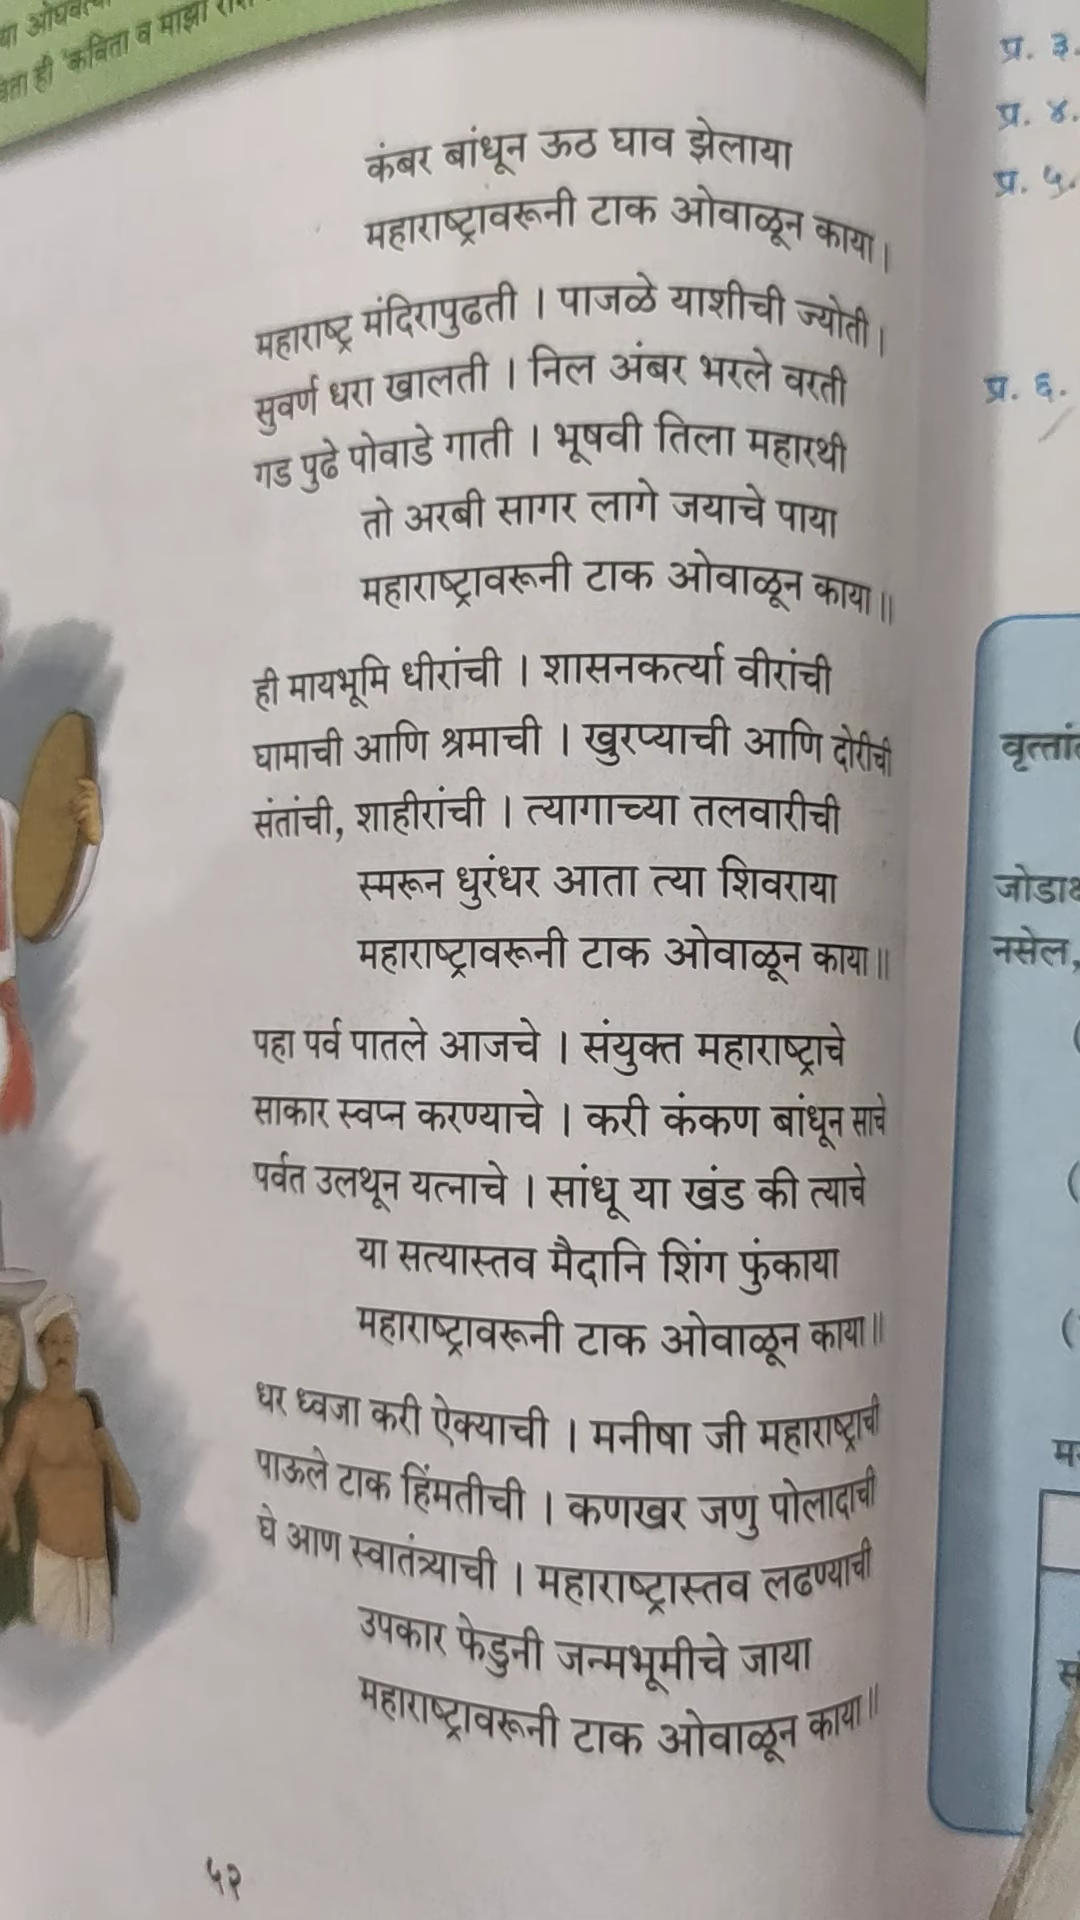 या
ही 'कविता व माझा
कंबर बांधून ऊठ घाव झेलाया
महाराष्ट्रावरूनी टाक ओवाळून काया।
महाराष्ट्र मंदिरापुढती । पाजळे याशीची ज्योती।
सुवर्ण धरा खालती । निल अंबर भरले वरती
गड पुढे पोवाडे गाती । भूषवी तिला महारथी
तो अरबी सागर लागे जयाचे पाया
महाराष्ट्रावरूनी टाक ओवाळून काया॥
ही मायभूमि धीरांची । शासनकर्त्या वीरांची
घामाची आणि श्रमाची । खुरप्याची आणि दोरीची
संतांची, शाहीरांची । त्यागाच्या तलवारीची
स्मरून धुरंधर आता त्या शिवराया
महाराष्ट्रावरूनी टाक ओवाळून काया॥
पहा पर्व पातले आजचे । संयुक्त महाराष्ट्राचे
साकार स्वप्न करण्याचे । करी कंकण बांधून साचे
पर्वत उलथून यत्नाचे । सांधू या खंड की त्याचे
या सत्यास्तव मैदानि शिंग फुंकाया
महाराष्ट्रावरूनी टाक ओवाळून काया॥
धर ध्वजा करी ऐक्याची । मनीषा जी महाराष्ट्राची
पाऊले टाक हिंमतीची । कणखर जणु पोलादाची
घे आण स्वातंत्र्याची । महाराष्ट्रास्तव लढण्याची
उपकार फेडुनी जन्मभूमीचे जाया
महाराष्ट्रावरूनी टाक ओवाळून काया॥
५२
प्र. ३.
प्र. ४.
प्र. ५.
प्र. ६.
नसेल,